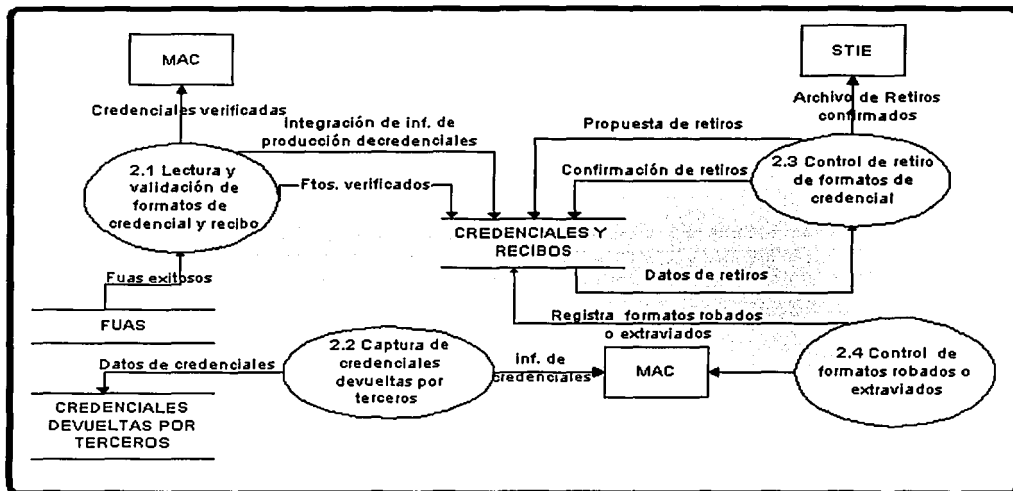 MAC
STIE
Credenciales verificadas
Archivo de Retiros
confirmados
Integración de inf. de
producción decredenciales
Propuesta de retiros
2.1 Lectura y
validación de
formatos de
credencial y recibo
Ftos. verificados
Confirmación de retiros
2.3 Control de retiro
de formatos de
credencial
CREDENCIALES Y
RECIBOS
Fuas exitosos
Datos de retiros
FUAS
Registra formatos robados
o extraviados
2.2 Captura de
credenciales
devueltas por
terceros
Datos de credenciales
inf. de
credenciales
MAC
2.4 Control de
formatos robados o
extraviados
CREDENCIALES
DEVUELTAS POR
TERCEROS